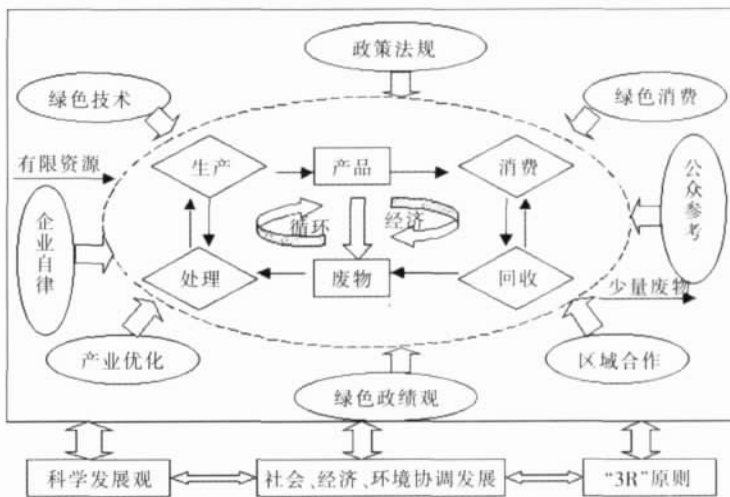 政策法规
绿色技术
绿色消费
有限资源
生产
产品
消费
公众参考
企业自律
循环
经济
处理
废物
回收
少量废物
产业优化
区域合作
绿色政绩观
科学发展观
社会、经济、环境协调发展
“3R”原则